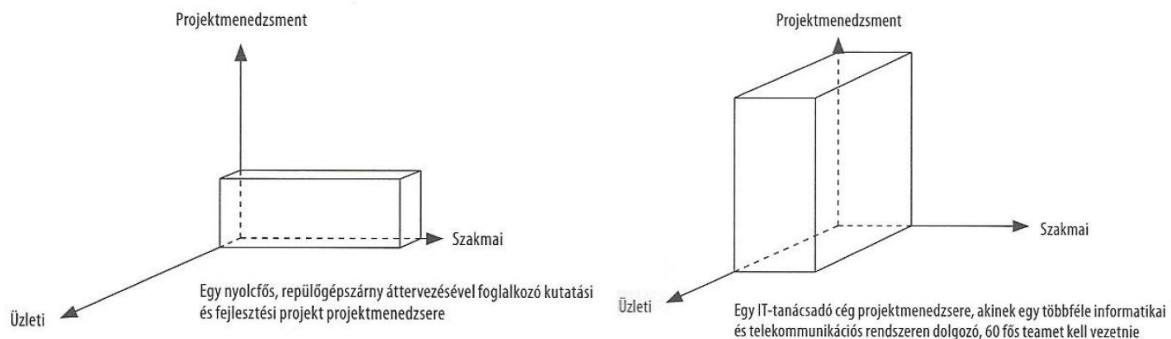 Projektmenedzsment
Szakmai
Üzleti
Egy nyolcfős, repülőgépszárny áttervezésével foglalkozó kutatási
és fejlesztési projekt projektmenedzsere
Projektmenedzsment
Szakmai
Üzleti
Egy IT-tanácsadó cég projektmenedzsere, akinek egy többféle informatikai
és telekommunikációs rendszeren dolgozó, 60 fős teamet kell vezetnie